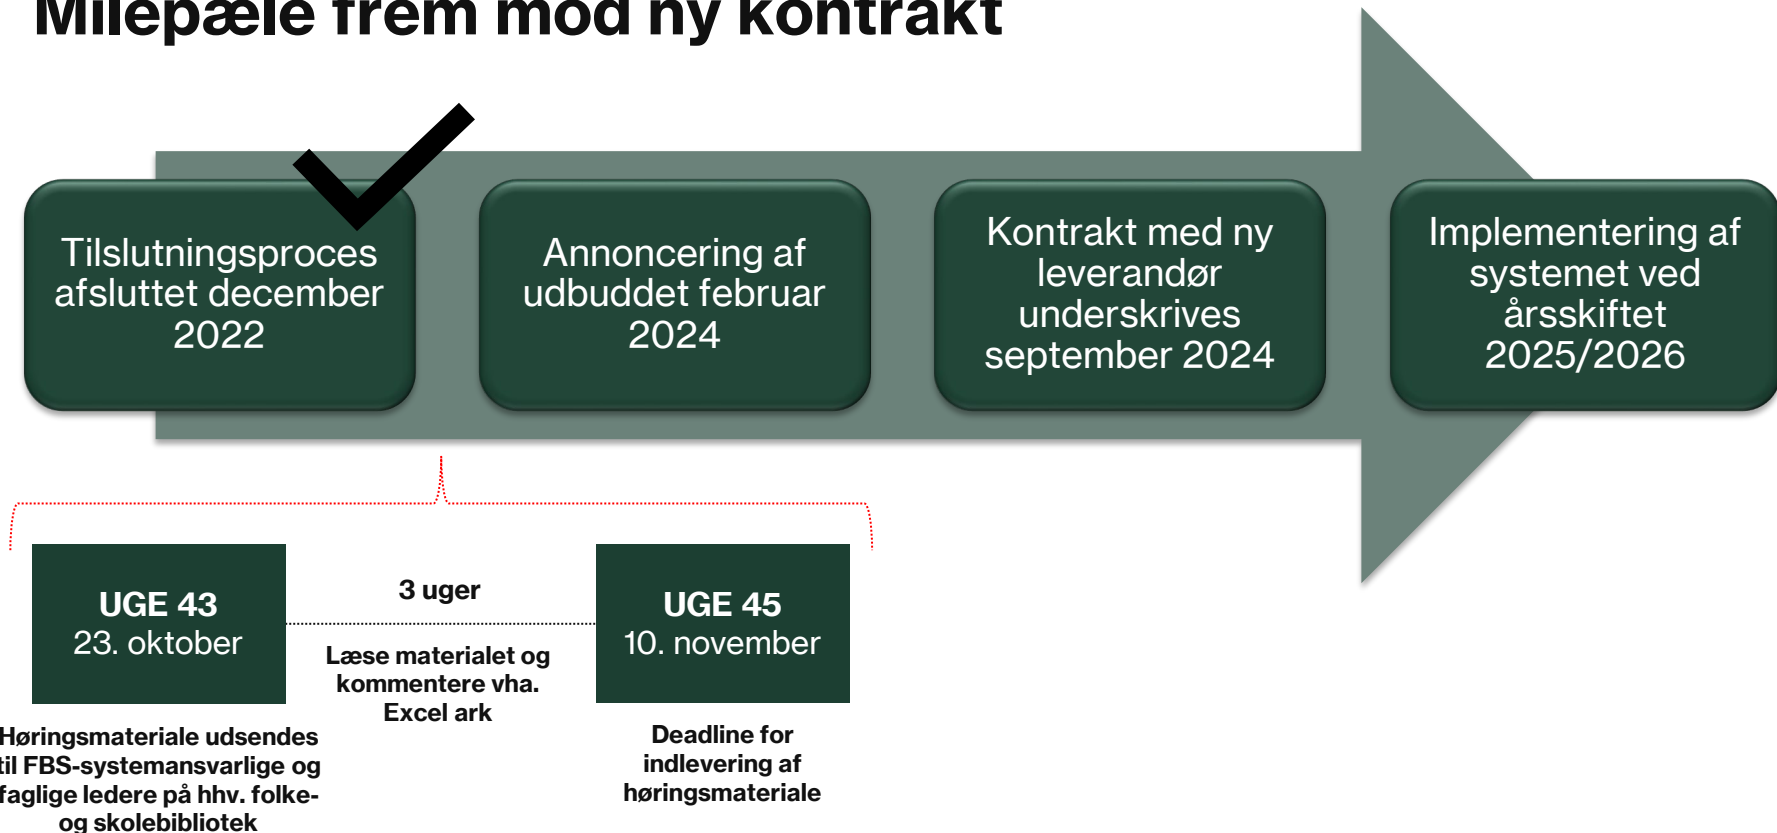 Milepæle frem mod ny kontrakt
Tilslutningsproces
afsluttet december
2022
Annoncering af
udbuddet februar
2024
Kontrakt med ny
leverandør
underskrives
september 2024
Implementering af
systemet ved
årsskiftet
2025/2026
UGE 43
23. oktober
3 uger
Læse materialet og
kommentere vha.
Excel ark
UGE 45
10. november
Høringsmateriale udsendes
til FBS-systemansvarlige og
faglige ledere på hhv. folke-
og skolebibliotek
Deadline for
indlevering af
høringsmateriale